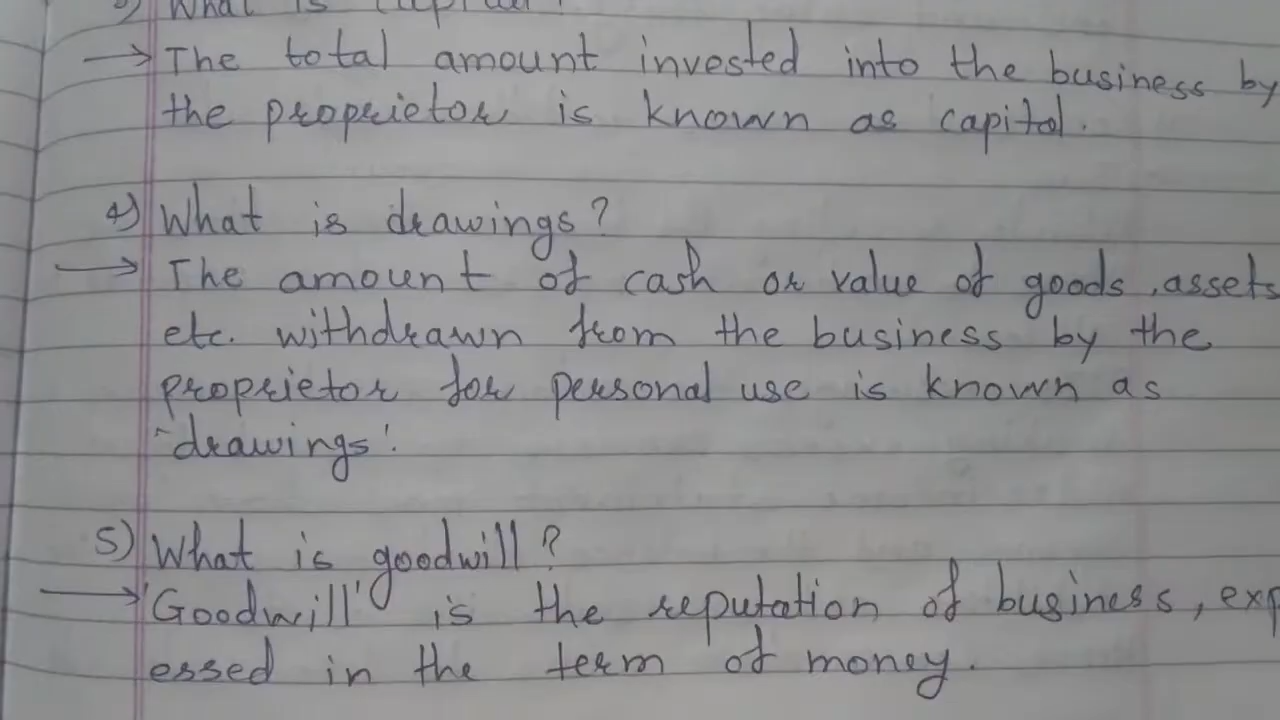 What is capital?
→ The total amount invested into the business by
the proprietor is known as capital.
4) What is drawings?
→ The amount of cash or value of goods, assets
etc. withdrawn from the business by the
proprietor for personal use is known as
'drawings'.
5) What is goodwill?
→ 'Goodwill' is the reputation of business, exp
essed in the term of money.